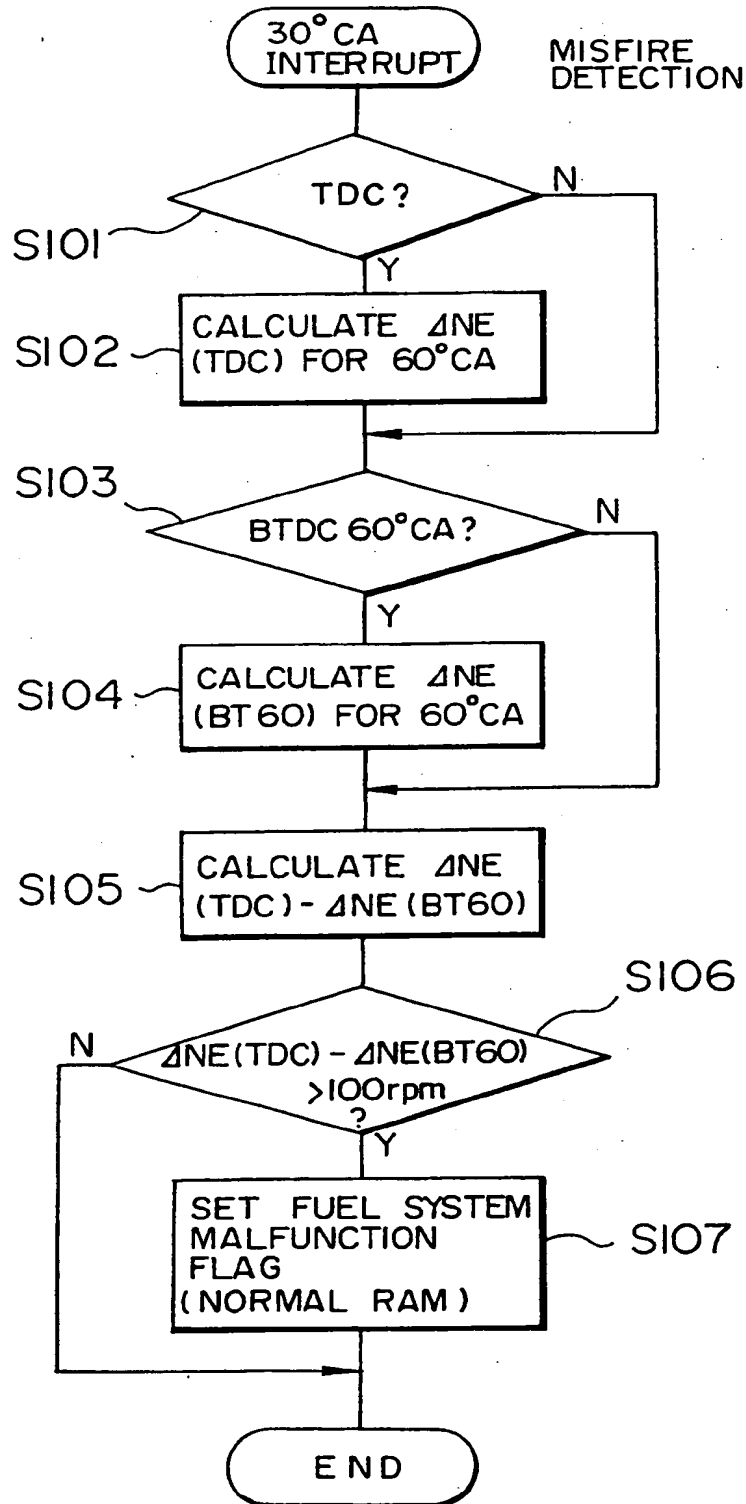 30°CA
INTERRUPT
MISFIRE
DETECTION
TDC?
N
S101
Y
CALCULATE ΔNE
(TDC) FOR 60°CA
S102
S103
BTDC 60°CA?
N
Y
CALCULATE ΔNE
(BT60) FOR 60°CA
S104
CALCULATE ΔNE
(TDC)-ΔNE(BT60)
S105
S106
N
ΔNE(TDC)-ΔNE(BT60)
>100rpm
?
Y
SET FUEL SYSTEM
MALFUNCTION
FLAG
(NORMAL RAM)
S107
END